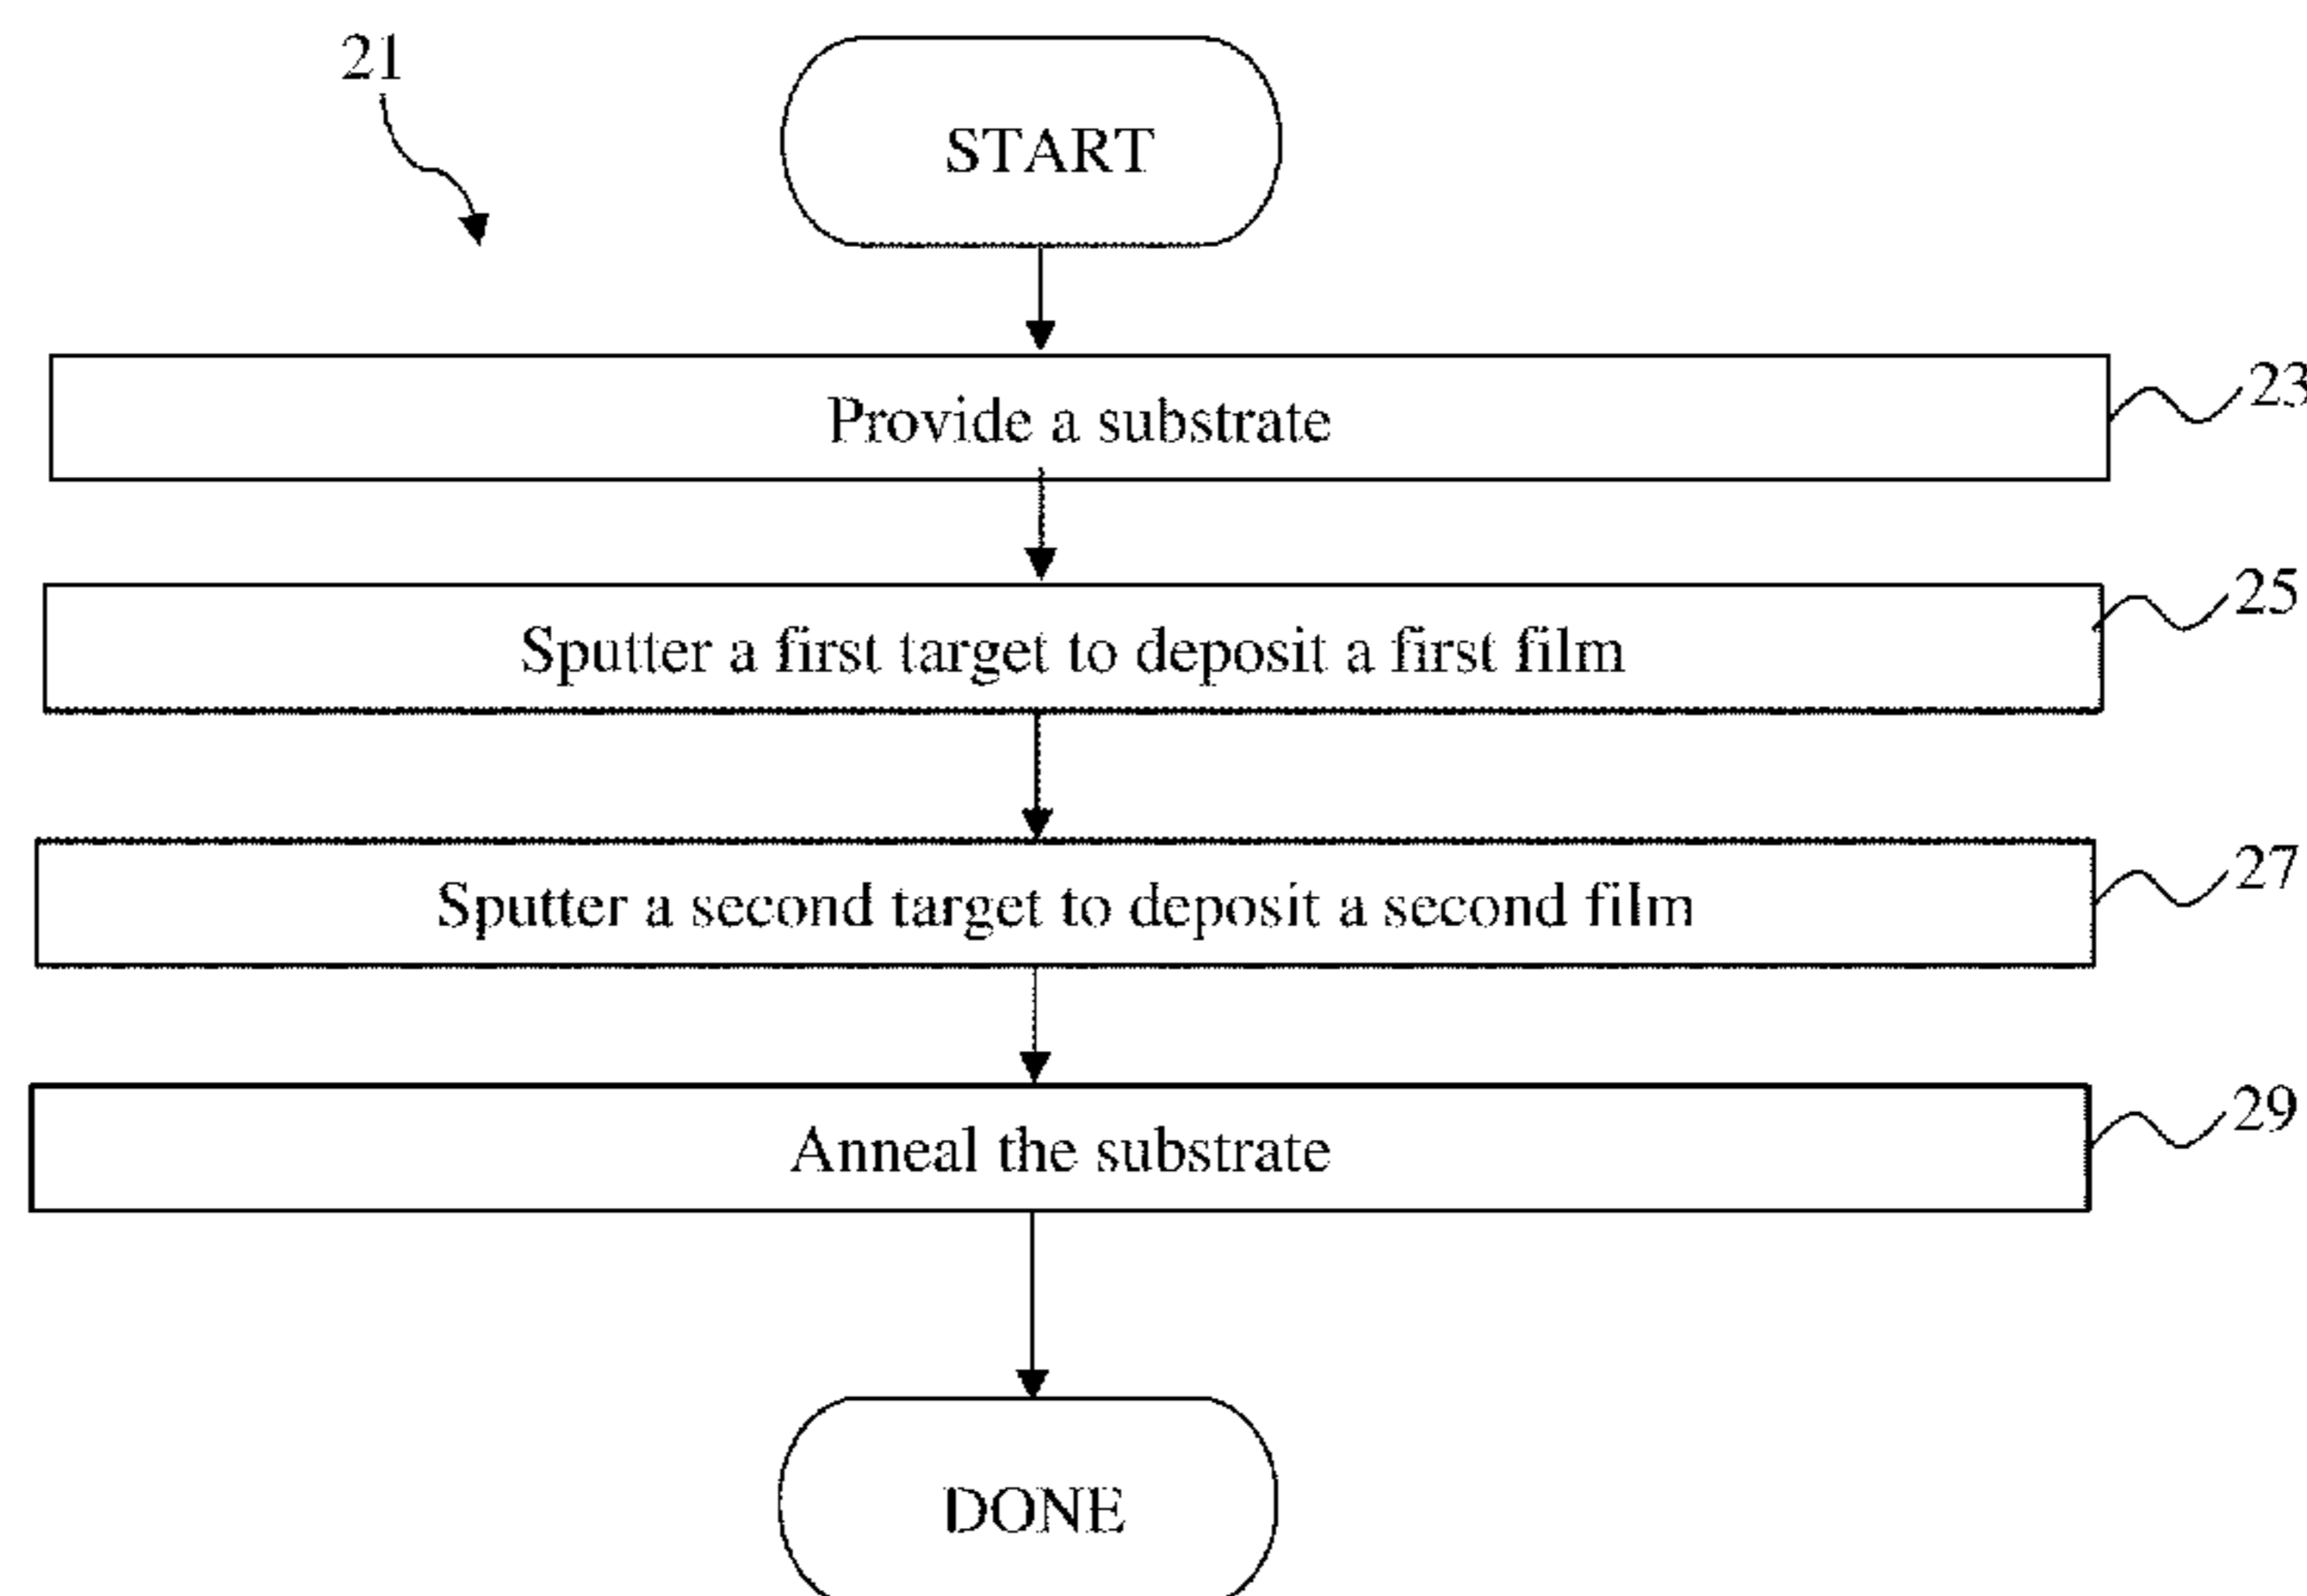 21
START
Provide a substrate
23
Sputter a first target to deposit a first film
25
Sputter a second target to deposit a second film
27
Anneal the substrate
29
DONE